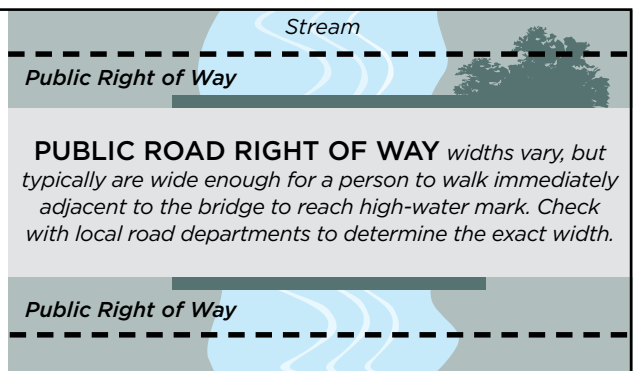 Stream
Public Right of Way
PUBLIC ROAD RIGHT OF WAY widths vary, but
typically are wide enough for a person to walk immediately
adjacent to the bridge to reach high-water mark. Check
with local road departments to determine the exact width.
Public Right of Way